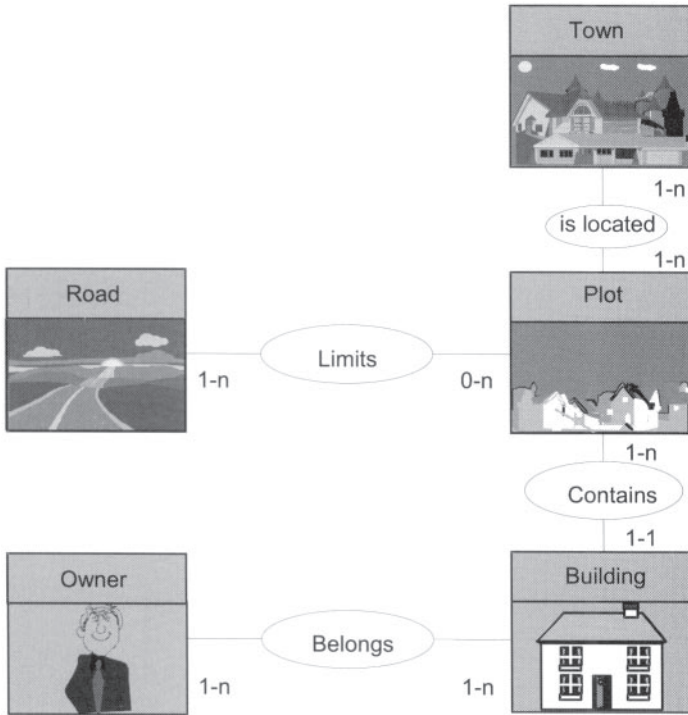 Town
1-n
is located
1-n
Road
Plot
Limits
1-n
0-n
1-n
Contains
1-1
Owner
Building
Belongs
1-n
1-n